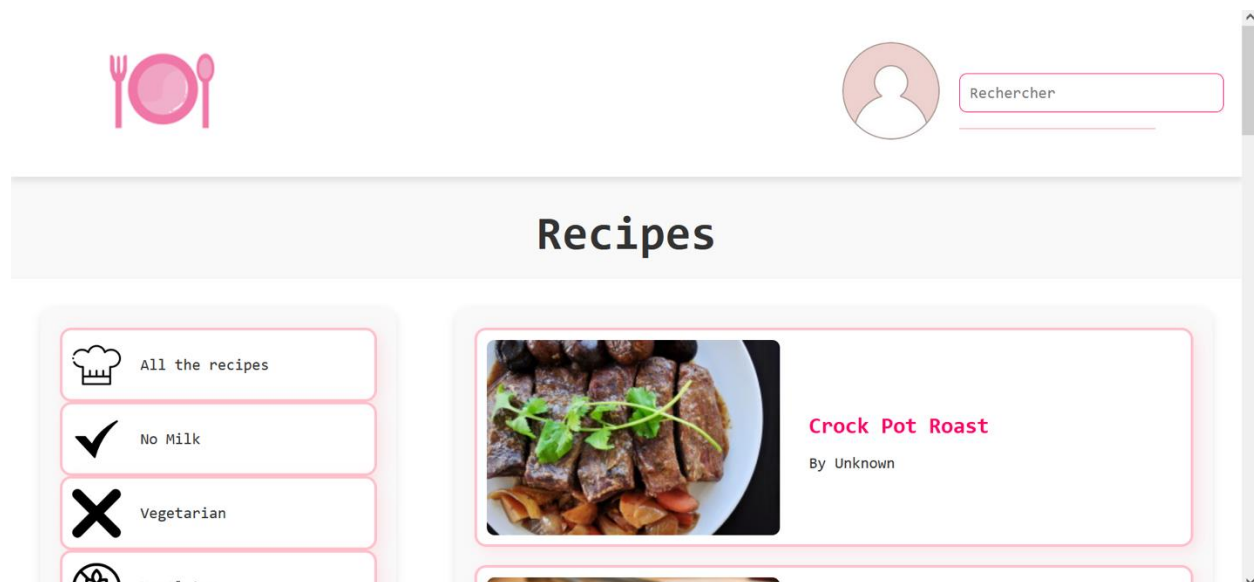 Rechercher
Recipes
All the recipes
No Milk
Vegetarian
Crock Pot Roast
By Unknown